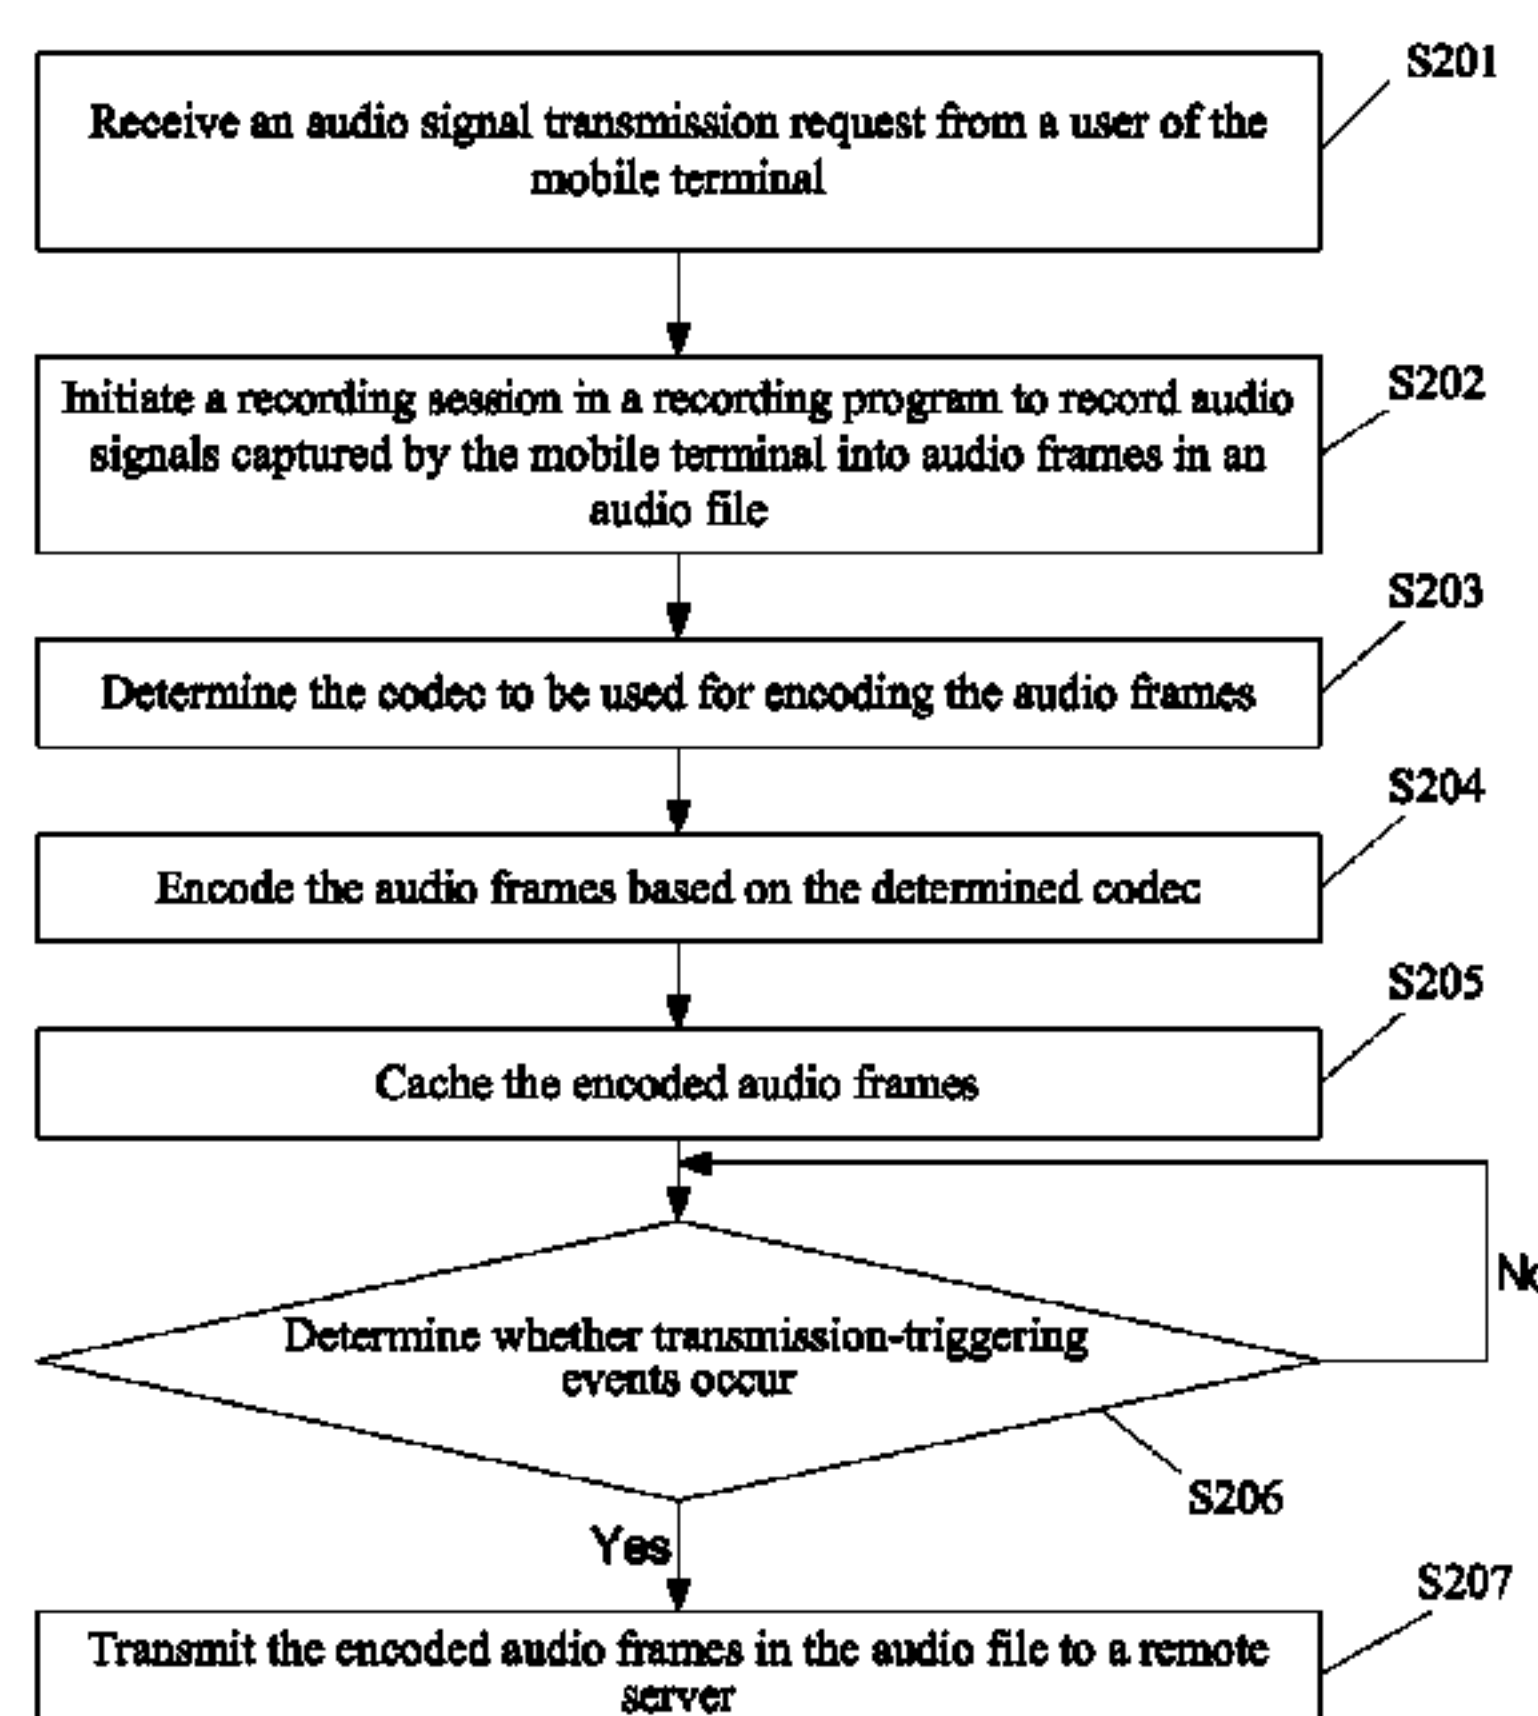 S201
Receive an audio signal transmission request from a user of the
mobile terminal
S202
Initiate a recording session in a recording program to record audio
signals captured by the mobile terminal into audio frames in an
audio file
S203
Determine the codec to be used for encoding the audio frames
S204
Encode the audio frames based on the determined codec
S205
Cache the encoded audio frames
No
Determine whether transmission-triggering
events occur
S206
Yes
S207
Transmit the encoded audio frames in the audio file to a remote
server